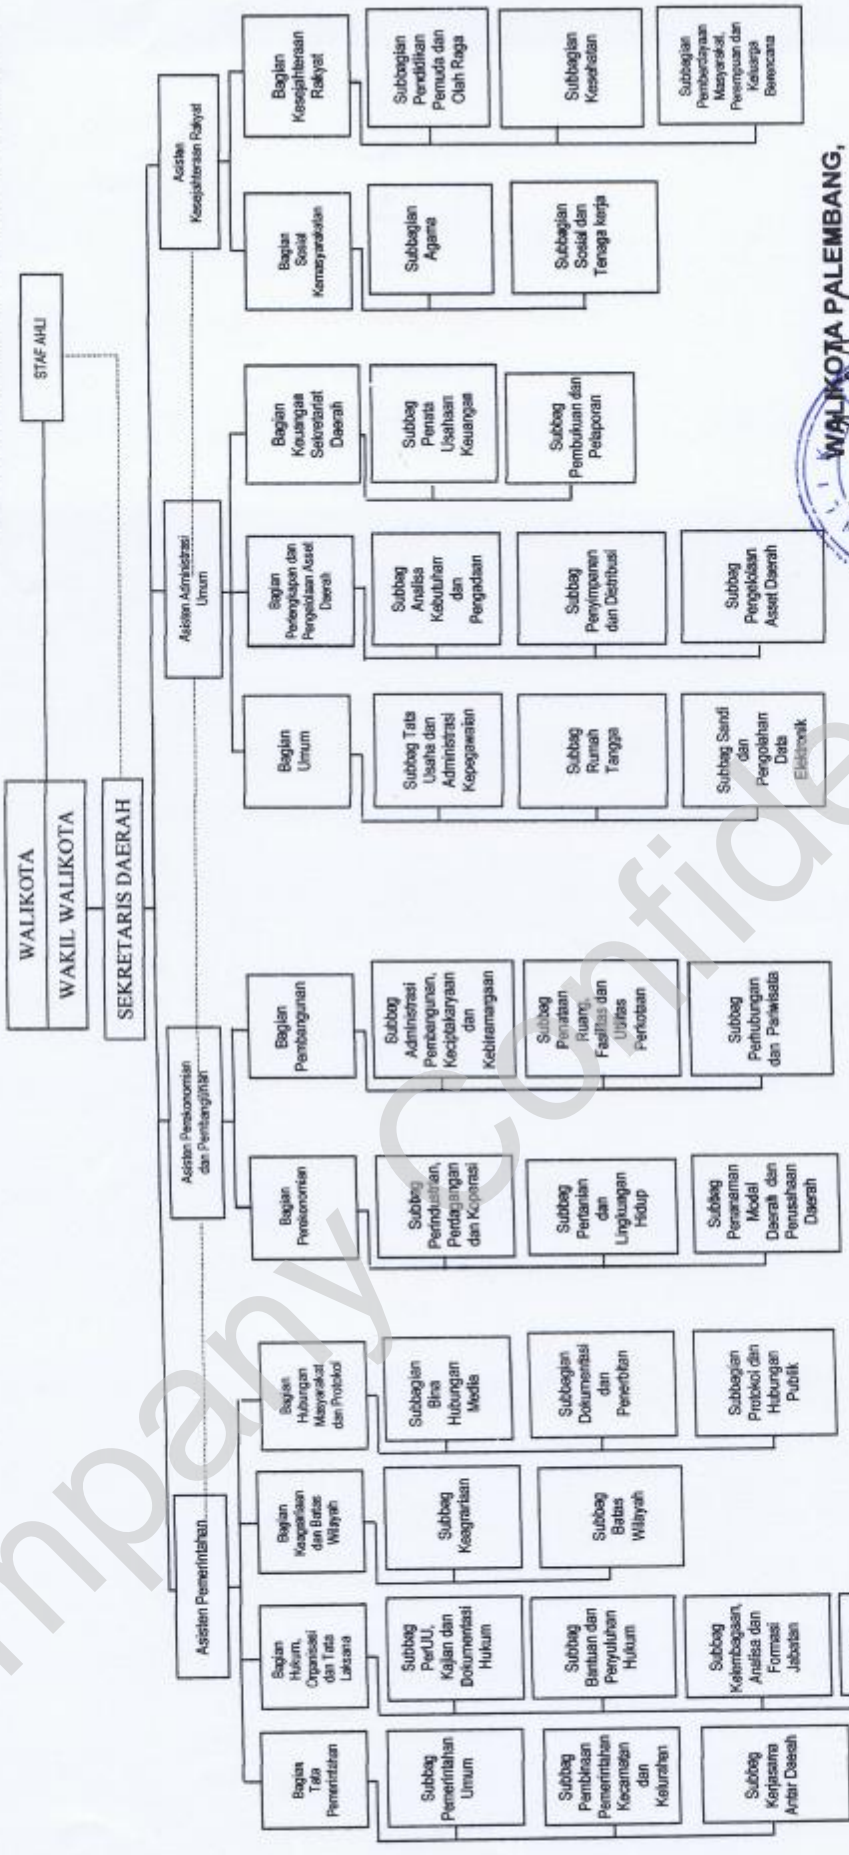 WALIKOTA
WAKIL WALIKOTA
STAF AHLI
SEKRETARIS DAERAH
Asisten Pemerintahan
Asisten Perekonomian
dan Pembangunan
Asisten Administrasi
Umum
Asisten
Kesejahteraan Rakyat
Bagian
Tata
Pemerintahan
Subbag
Pemerintahan
Umum
Subbag
Pembinaan
Pemerintahan
Kecamatan
dan
Kelurahan
Subbag
Kerjasama
Antar Daerah
Bagian
Hukum,
Organisasi
dan Tata
Laksana
Subbag
PerUU,
Kajian dan
Dokumentasi
Hukum
Subbag
Bantuan dan
Penyuluhan
Hukum
Subbag
Kelembagaan,
Analisa dan
Formasi
Jabatan
Bagian
Keagrariaan
dan Batas
Wilayah
Subbag
Keagrariaan
Subbag
Batas
Wilayah
Bagian
Hubungan
Masyarakat
dan Protokol
Subbagian
Bina
Hubungan
Media
Subbagian
Dokumentasi
dan
Penerbitan
Subbagian
Protokol dan
Hubungan
Publik
Bagian
Perekonomian
Subbag
Perindustrian,
Perdagangan
dan Koperasi
Subbag
Pertanian
dan
Lingkungan
Hidup
Subbag
Penanaman
Modal
Daerah dan
Perusahaan
Daerah
Bagian
Pembangunan
Subbag
Administrasi
Pembangunan,
Keciptakaryaan
dan
Kebinamargaan
Subbag
Penataan
Ruang,
Fasilitas dan
Utilitas
Perkotaan
Subbag
Perhubungan
dan Pariwisata
Bagian
Umum
Subbag Tata
Usaha dan
Administrasi
Kepegawaian
Subbag
Rumah
Tangga
Subbag Sandi
dan
Pengolahan
Data
Elektronik
Bagian
Perlengkapan dan
Pengelolaan Asset
Daerah
Subbag
Analisa
Kebutuhan
dan
Pengadaan
Subbag
Penyimpanan
dan Distribusi
Subbag
Pengelolaan
Asset Daerah
Bagian
Keuangan
Sekretariat
Daerah
Subbag
Penata
Usahaan
Keuangan
Subbag
Pembukuan dan
Pelaporan
Bagian
Sosial
Kemasyarakatan
Subbagian
Agama
Subbagian
Sosial dan
Tenaga kerja
Bagian
Kesejahteraan
Rakyat
Subbagian
Pendidikan
Pemuda dan
Olah Raga
Subbagian
Kesehatan
Subbagian
Pemberdayaan
Masyarakat,
Perempuan dan
Keluarga
Berencana
WALIKOTA PALEMBANG,
mpany Confide